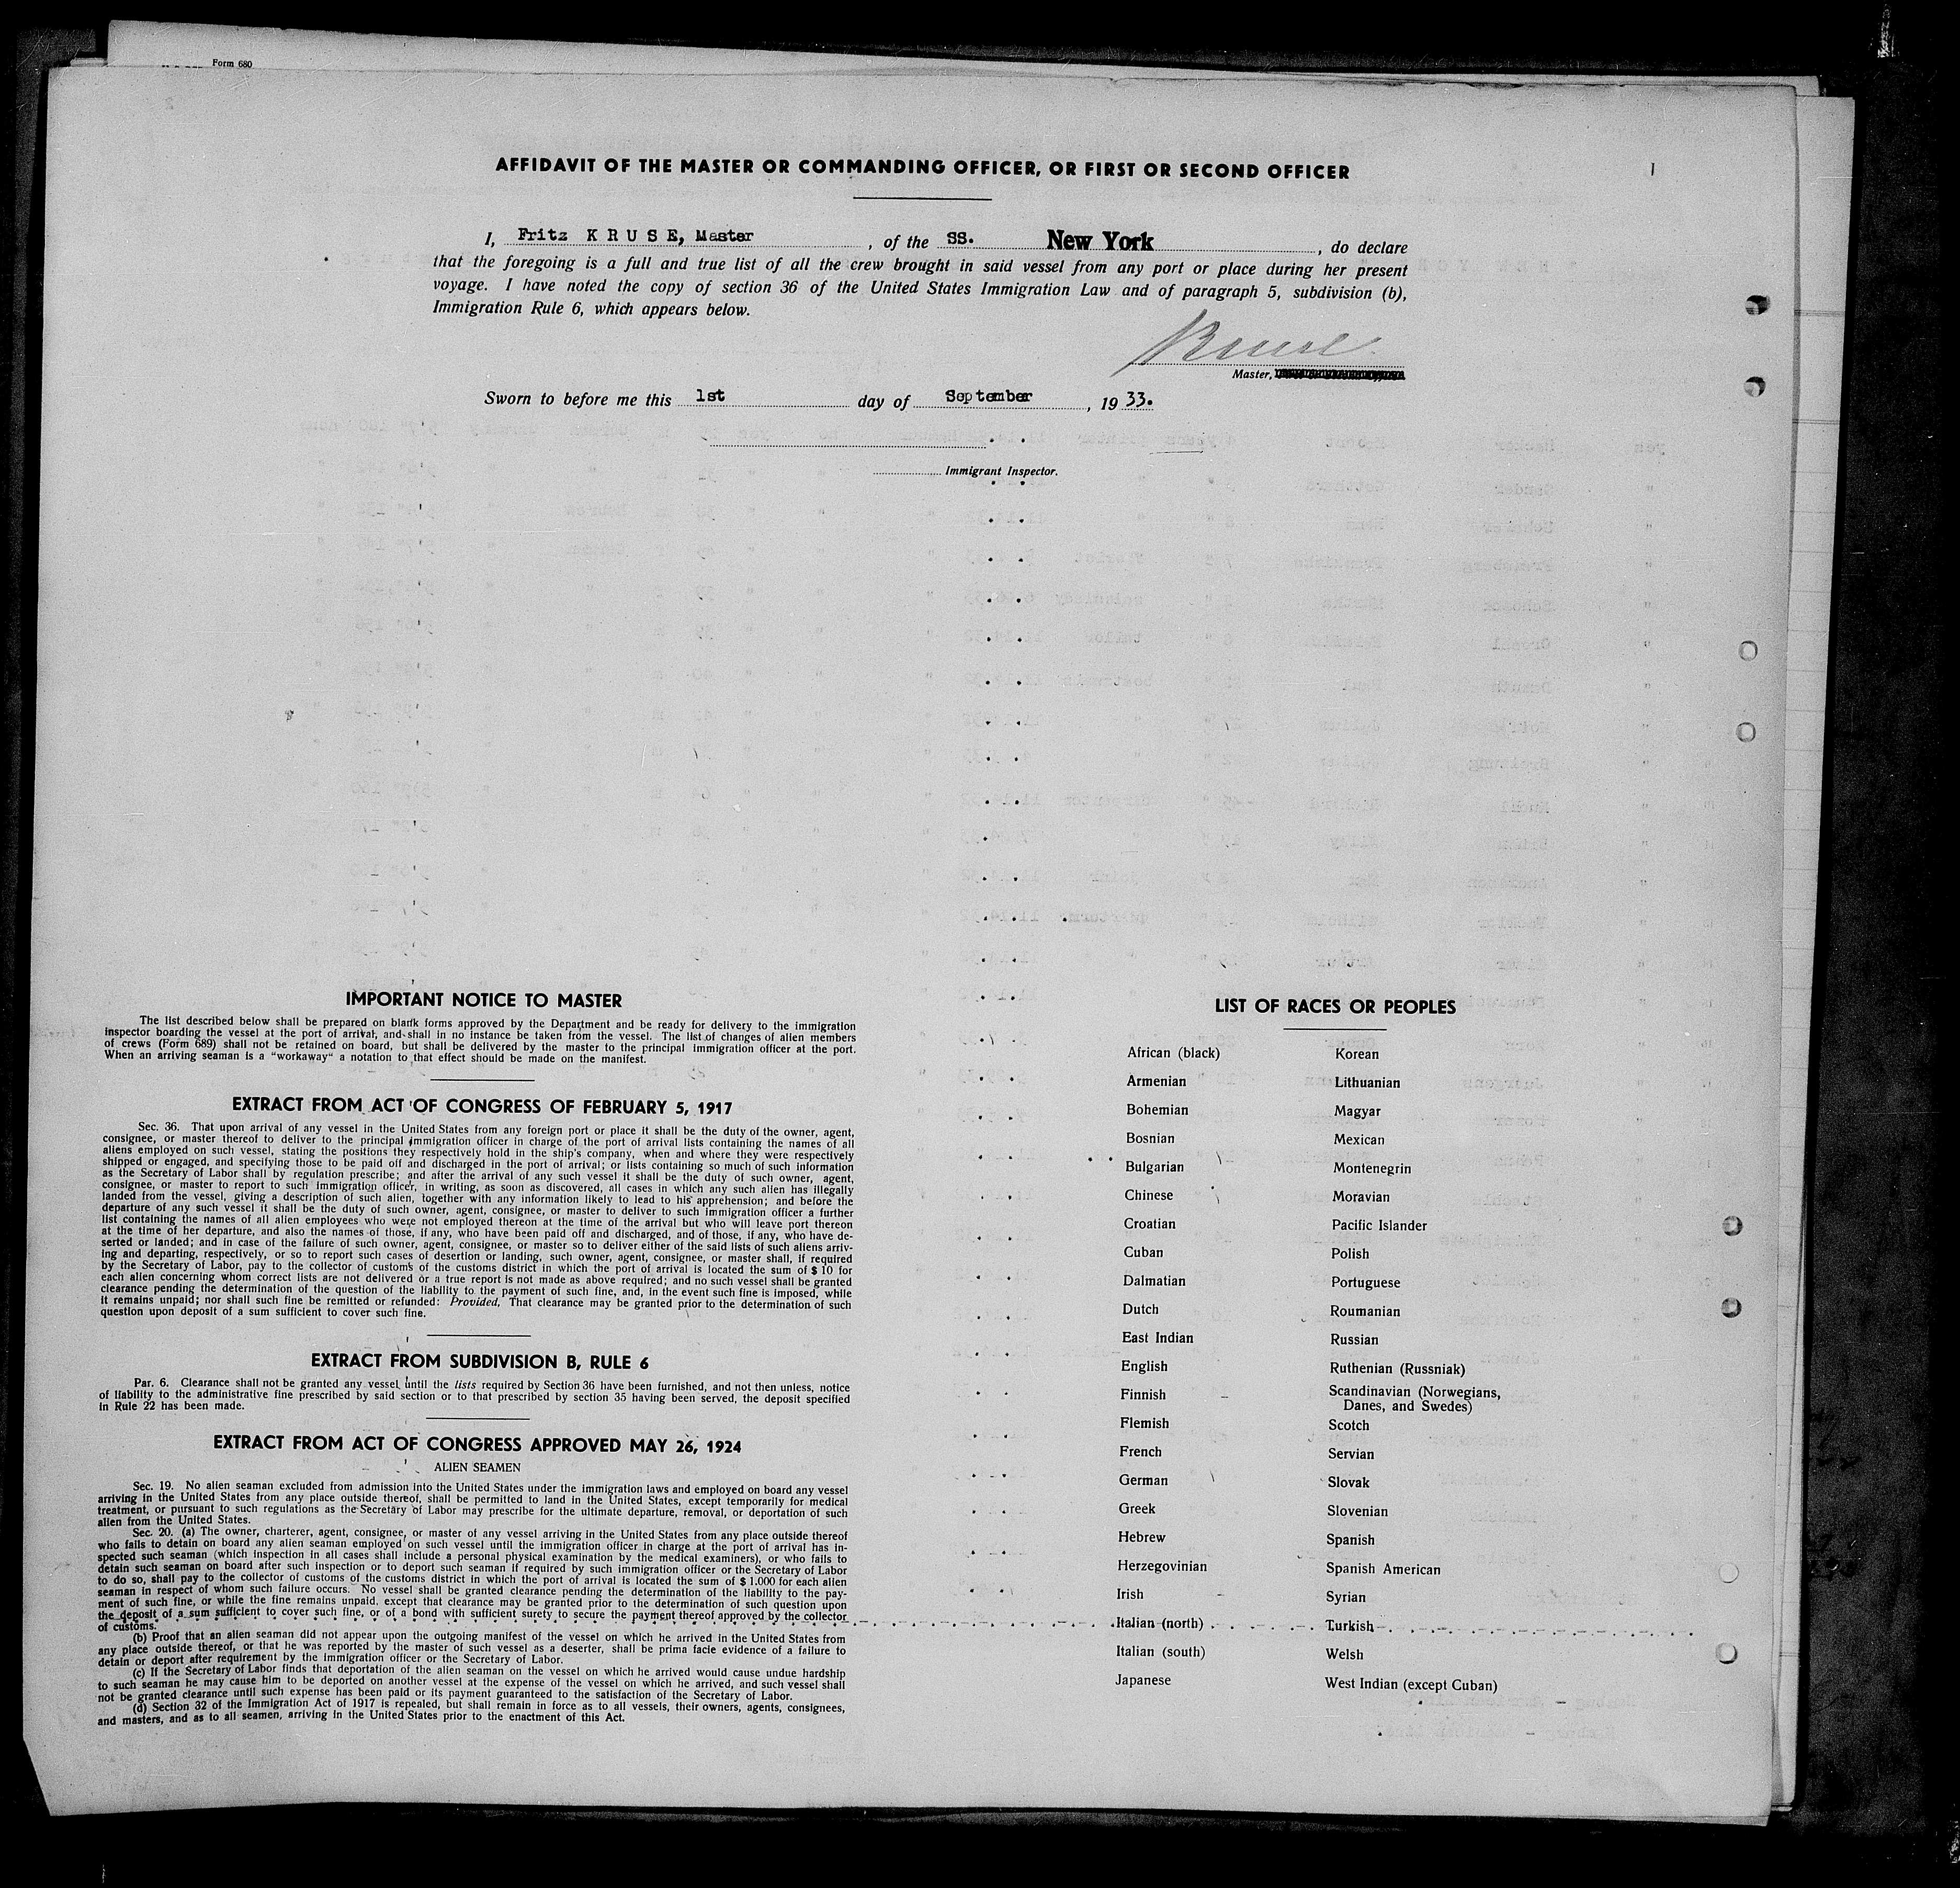 Form 680
AFFIDAVIT OF THE MASTER OR COMMANDING OFFICER, OR FIRST OR SECOND OFFICER
1
I, Fritz K R U S E, Master, of the SS. New York, do declare
that the foregoing is a full and true list of all the crew brought in said vessel from any port or place during her present
voyage. I have noted the copy of section 36 of the United States Immigration Law and of paragraph 5, subdivision (b),
Immigration Rule 6, which appears below.
Kruse
Master,
Sworn to before me this 1st day of September, 1933.
Immigrant Inspector.
IMPORTANT NOTICE TO MASTER
The list described below shall be prepared on blank forms approved by the Department and be ready for delivery to the immigration
inspector boarding the vessel at the port of arrival, and shall in no instance be taken from the vessel. The list of changes of alien members
of crews (Form 689) shall not be retained on board, but shall be delivered by the master to the principal immigration officer at the port.
When an arriving seaman is a "workaway" a notation to that effect should be made on the manifest.
EXTRACT FROM ACT OF CONGRESS OF FEBRUARY 5, 1917
Sec. 36. That upon arrival of any vessel in the United States from any foreign port or place it shall be the duty of the owner, agent,
consignee, or master thereof to deliver to the principal immigration officer in charge of the port of arrival lists containing the names of all
aliens employed on such vessel, stating the positions they respectively hold in the ship's company, when and where they were respectively
shipped or engaged, and specifying those to be paid off and discharged in the port of arrival; or lists containing so much of such information
as the Secretary of Labor shall by regulation prescribe; and after the arrival of any such vessel it shall be the duty of such owner, agent,
consignee, or master to report to such immigration officer, in writing, as soon as discovered, all cases in which any such alien has illegally
landed from the vessel, giving a description of such alien, together with any information likely to lead to his apprehension; and before the
departure of any such vessel it shall be the duty of such owner, agent, consignee, or master to deliver to such immigration officer a further
list containing the names of all alien employees who were not employed thereon at the time of the arrival but who will leave port thereon
at the time of her departure, and also the names of those, if any, who have been paid off and discharged, and of those, if any, who have de-
serted or landed; and in case of the failure of such owner, agent, consignee, or master so to deliver either of the said lists of such aliens arriv-
ing and departing, respectively, or so to report such cases of desertion or landing, such owner, agent, consignee, or master shall, if required
by the Secretary of Labor, pay to the collector of customs of the customs district in which the port of arrival is located the sum of $ 10 for
each alien concerning whom correct lists are not delivered or a true report is not made as above required; and no such vessel shall be granted
clearance pending the determination of the question of the liability to the payment of such fine, and, in the event such fine is imposed, while
it remains unpaid; nor shall such fine be remitted or refunded: Provided, That clearance may be granted prior to the determination of such
question upon deposit of a sum sufficient to cover such fine.
EXTRACT FROM SUBDIVISION B, RULE 6
Par. 6. Clearance shall not be granted any vessel until the lists required by Section 36 have been furnished, and not then unless, notice
of liability to the administrative fine prescribed by said section or to that prescribed by section 35 having been served, the deposit specified
in Rule 22 has been made.
EXTRACT FROM ACT OF CONGRESS APPROVED MAY 26, 1924
ALIEN SEAMEN
Sec. 19. No alien seaman excluded from admission into the United States under the immigration laws and employed on board any vessel
arriving in the United States from any place outside thereof, shall be permitted to land in the United States, except temporarily for medical
treatment, or pursuant to such regulations as the Secretary of Labor may prescribe for the ultimate departure, removal, or deportation of such
alien from the United States.
Sec. 20. (a) The owner, charterer, agent, consignee, or master of any vessel arriving in the United States from any place outside thereof
who fails to detain on board any alien seaman employed on such vessel until the immigration officer in charge at the port of arrival has in-
spected such seaman (which inspection in all cases shall include a personal physical examination by the medical examiners), or who fails to
detain such seaman on board after such inspection or to deport such seaman if required by such immigration officer or the Secretary of Labor
to do so, shall pay to the collector of customs of the customs district in which the port of arrival is located the sum of $ 1.000 for each alien
seaman in respect of whom such failure occurs. No vessel shall be granted clearance pending the determination of the liability to the pay-
ment of such fine, or while the fine remains unpaid, except that clearance may be granted prior to the determination of such question upon
the deposit of a sum sufficient to cover such fine, or of a bond with sufficient surety to secure the payment thereof approved by the collector
of customs.
(b) Proof that an alien seaman did not appear upon the outgoing manifest of the vessel on which he arrived in the United States from
any place outside thereof, or that he was reported by the master of such vessel as a deserter, shall be prima facie evidence of a failure to
detain or deport after requirement by the immigration officer or the Secretary of Labor.
(c) If the Secretary of Labor finds that deportation of the alien seaman on the vessel on which he arrived would cause undue hardship
to such seaman he may cause him to be deported on another vessel at the expense of the vessel on which he arrived, and such vessel shall
not be granted clearance until such expense has been paid or its payment guaranteed to the satisfaction of the Secretary of Labor.
(d) Section 32 of the Immigration Act of 1917 is repealed, but shall remain in force as to all vessels, their owners, agents, consignees,
and masters, and as to all seamen, arriving in the United States prior to the enactment of this Act.
LIST OF RACES OR PEOPLES
African (black)
Armenian
Bohemian
Bosnian
Bulgarian
Chinese
Croatian
Cuban
Dalmatian
Dutch
East Indian
English
Finnish
Flemish
French
German
Greek
Hebrew
Herzegovinian
Irish
Italian (north)
Italian (south)
Japanese
Korean
Lithuanian
Magyar
Mexican
Montenegrin
Moravian
Pacific Islander
Polish
Portuguese
Roumanian
Russian
Ruthenian (Russniak)
Scandinavian (Norwegians,
Danes, and Swedes)
Scotch
Servian
Slovak
Slovenian
Spanish
Spanish American
Syrian
Turkish
Welsh
West Indian (except Cuban)